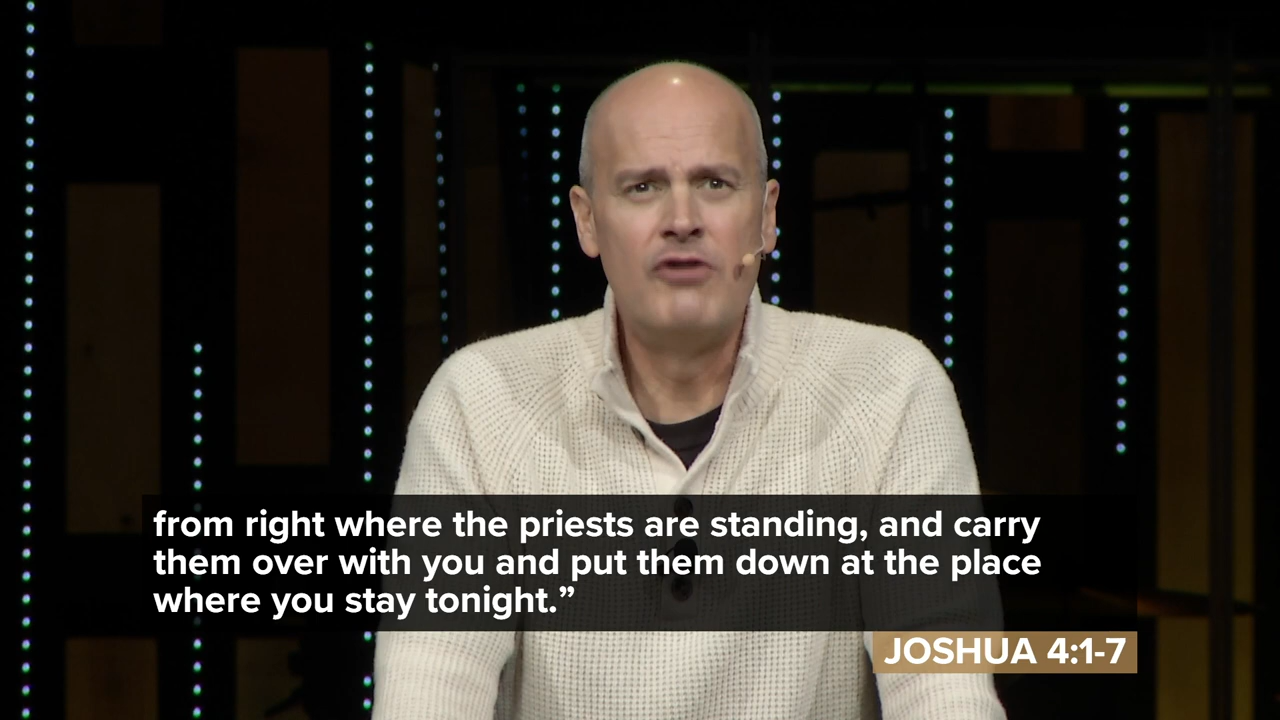 from right where the priests are standing, and carry
them over with you and put them down at the place
where you stay tonight.”
JOSHUA 4:1-7